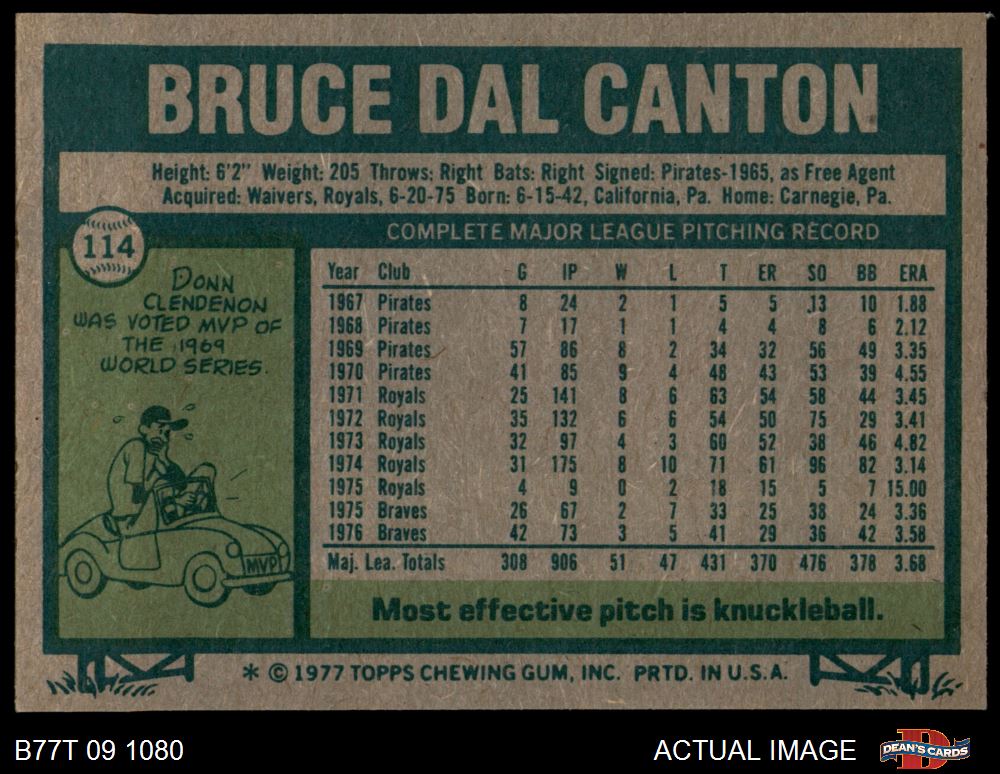 BRUCE DAL CANTON
Height: 6'2" Weight: 205 Throws: Right Bats: Right Signed: Pirates-1965, as Free Agent
Acquired: Waivers, Royals, 6-20-75 Born: 6-15-42, California, Pa. Home: Carnegie, Pa.
114
COMPLETE MAJOR LEAGUE PITCHING RECORD
DONN
CLENDENON
WAS VOTED MVP OF
THE 1969
WORLD SERIES.
MVP
Year Club G IP W L T ER SO BB ERA
1967 Pirates 8 24 2 1 5 5 13 10 1.88
1968 Pirates 7 17 1 1 4 4 8 6 2.12
1969 Pirates 57 86 8 2 34 32 56 49 3.35
1970 Pirates 41 85 9 4 48 43 53 39 4.55
1971 Royals 25 141 8 6 63 54 58 44 3.45
1972 Royals 35 132 6 6 54 50 75 29 3.41
1973 Royals 32 97 4 3 60 52 38 46 4.82
1974 Royals 31 175 8 10 71 61 96 82 3.14
1975 Royals 4 9 0 2 18 15 5 7 15.00
1975 Braves 26 67 2 7 33 25 38 24 3.36
1976 Braves 42 73 3 5 41 29 36 42 3.58
Maj. Lea. Totals 308 906 51 47 431 370 476 378 3.68
Most effective pitch is knuckleball.
* © 1977 TOPPS CHEWING GUM, INC. PRTD. IN U.S.A.
B77T 09 1080
ACTUAL IMAGE
DEAN'S CARDS